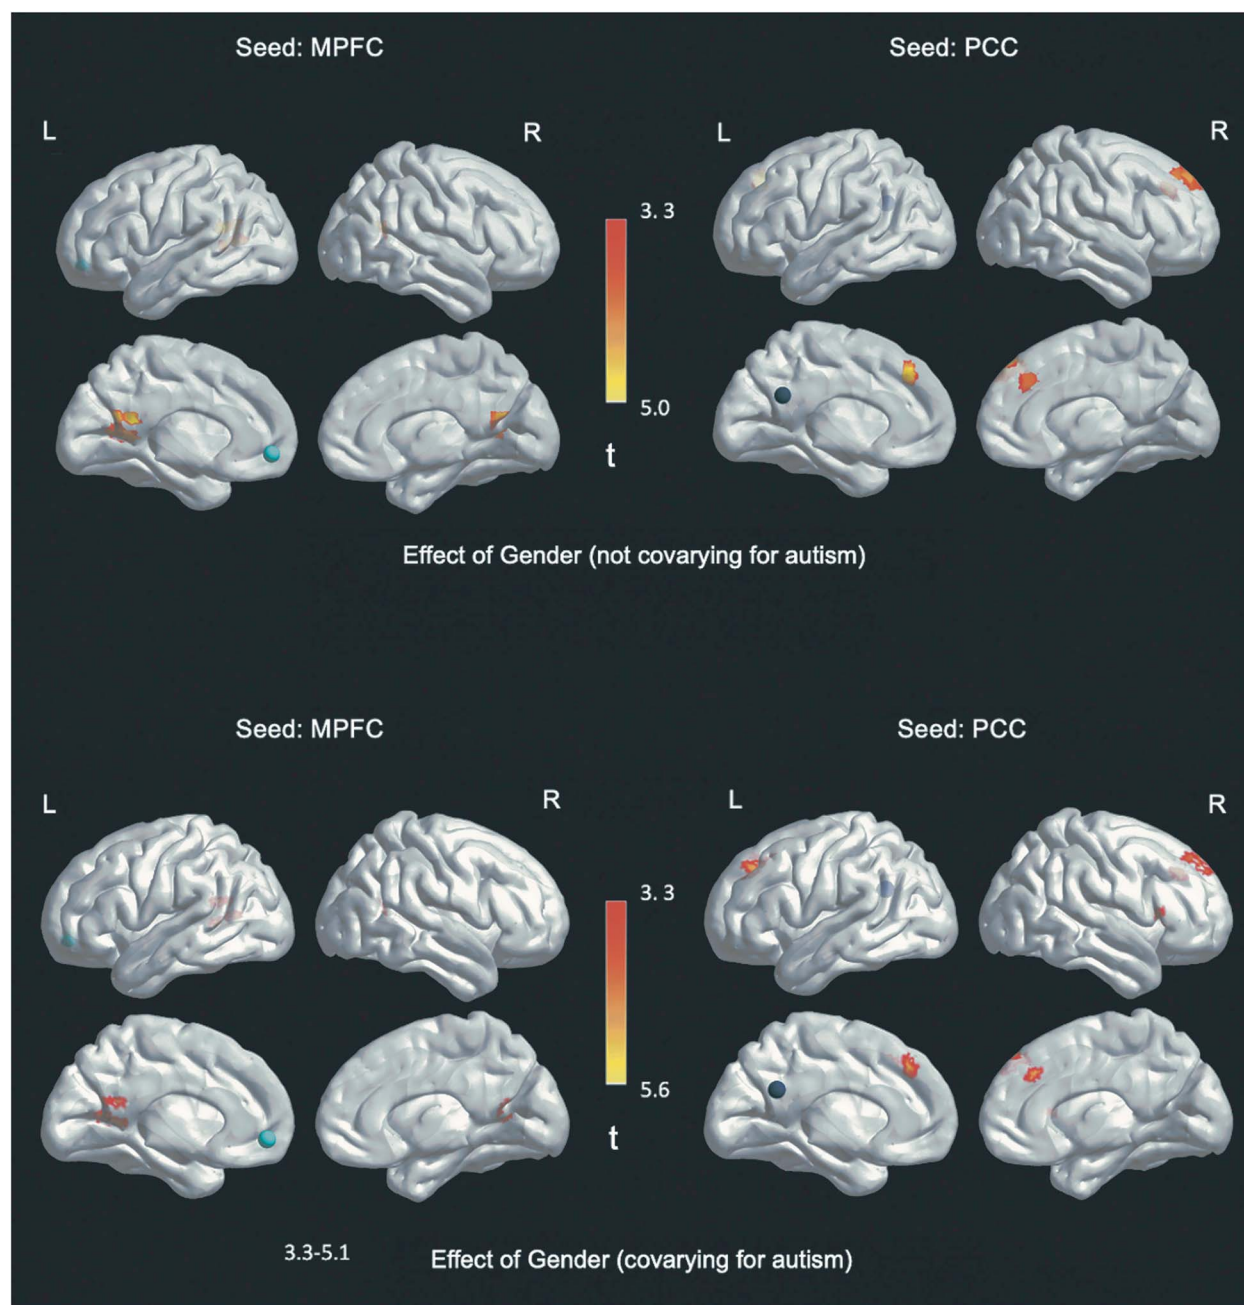 Seed: MPFC
Seed: PCC
L
R
L
R
3.3
5.0
t
Effect of Gender (not covarying for autism)
Seed: MPFC
Seed: PCC
L
R
L
R
3.3
5.6
t
3.3-5.1
Effect of Gender (covarying for autism)